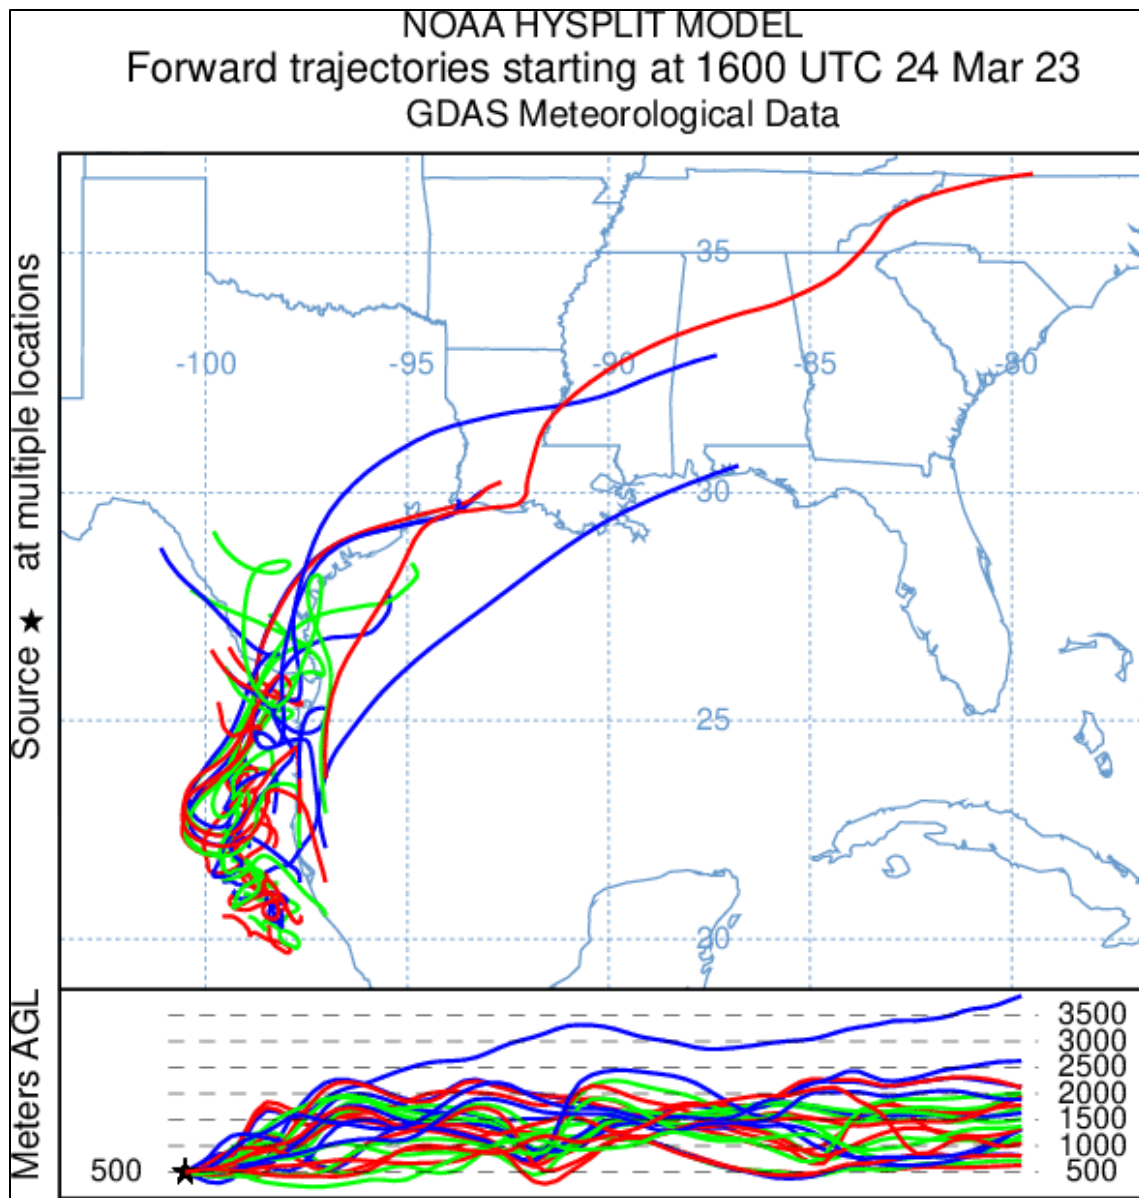 NOAA HYSPLIT MODEL
Forward trajectories starting at 1600 UTC 24 Mar 23
GDAS Meteorological Data
Source ★ at multiple locations
35
-100 -95 -90 -85 -80
30
25
20
Meters AGL
500
3500
3000
2500
2000
1500
1000
500